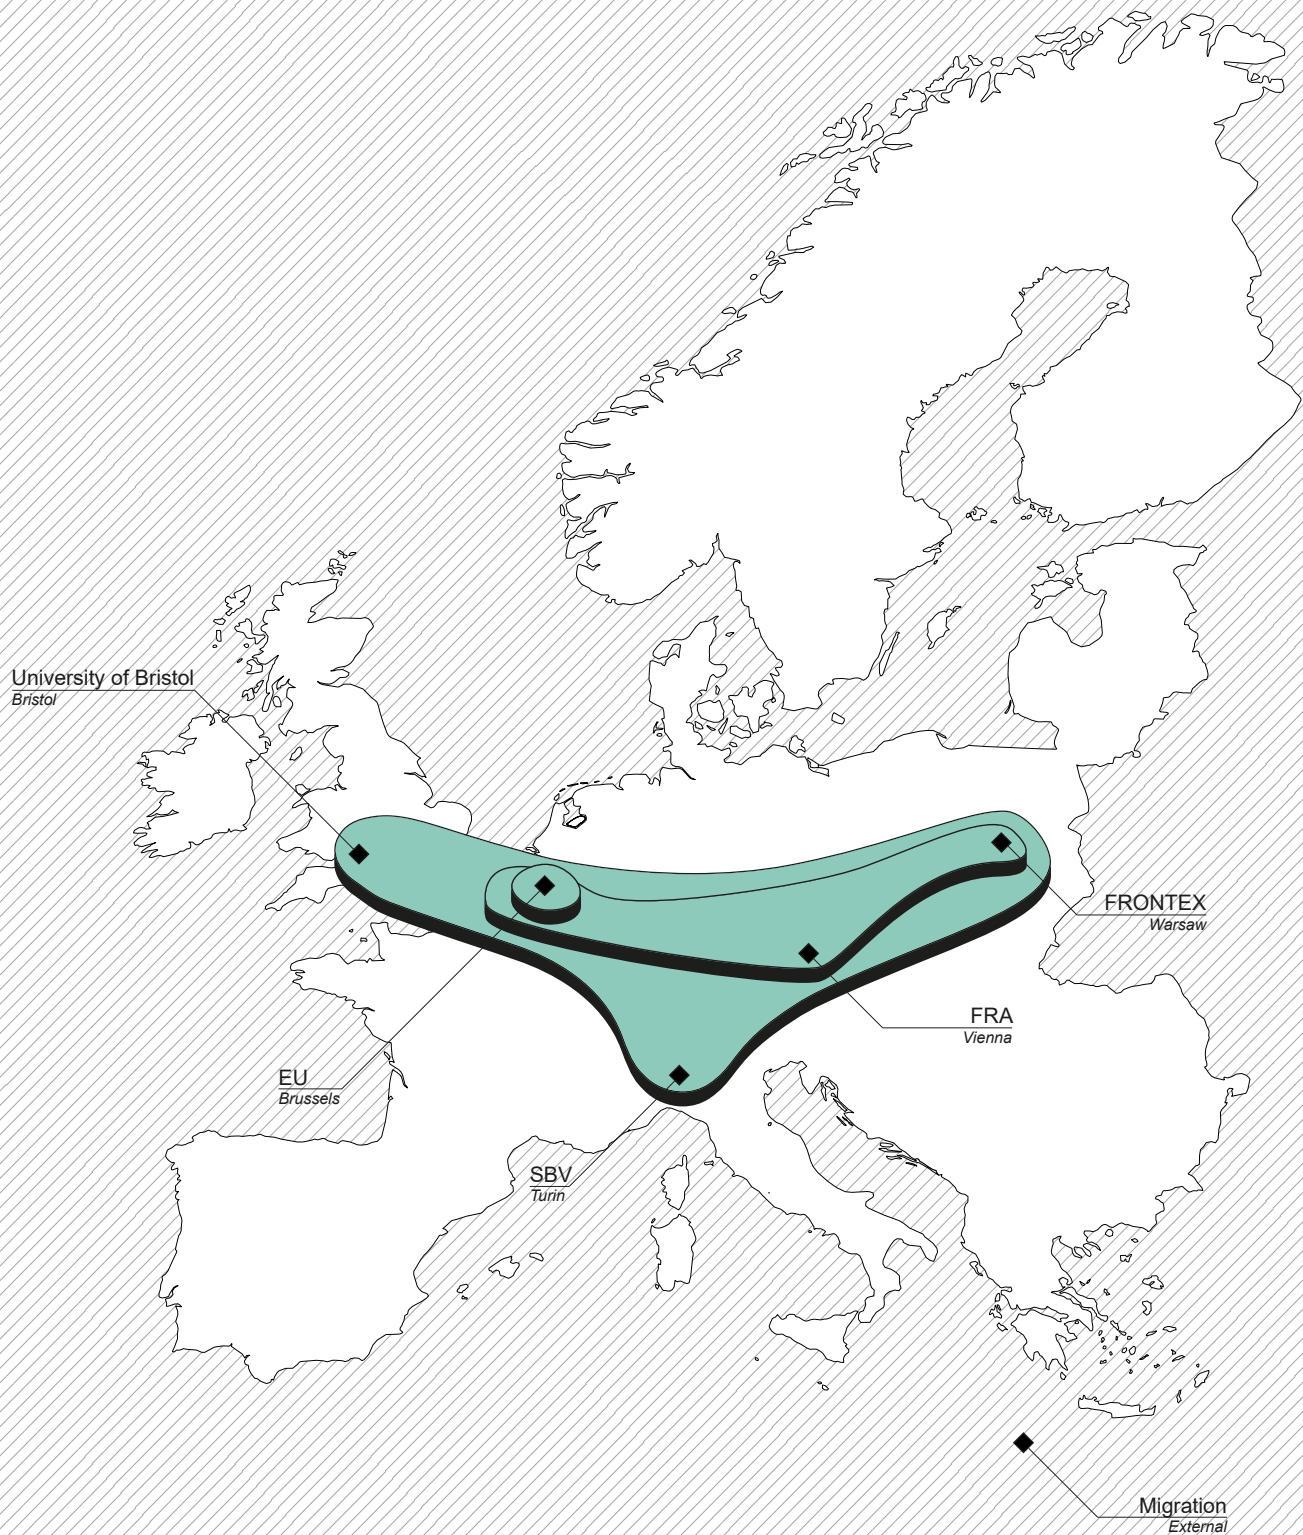 University of Bristol
Bristol
FRONTEX
Warsaw
FRA
Vienna
EU
Brussels
SBV
Turin
Migration
External